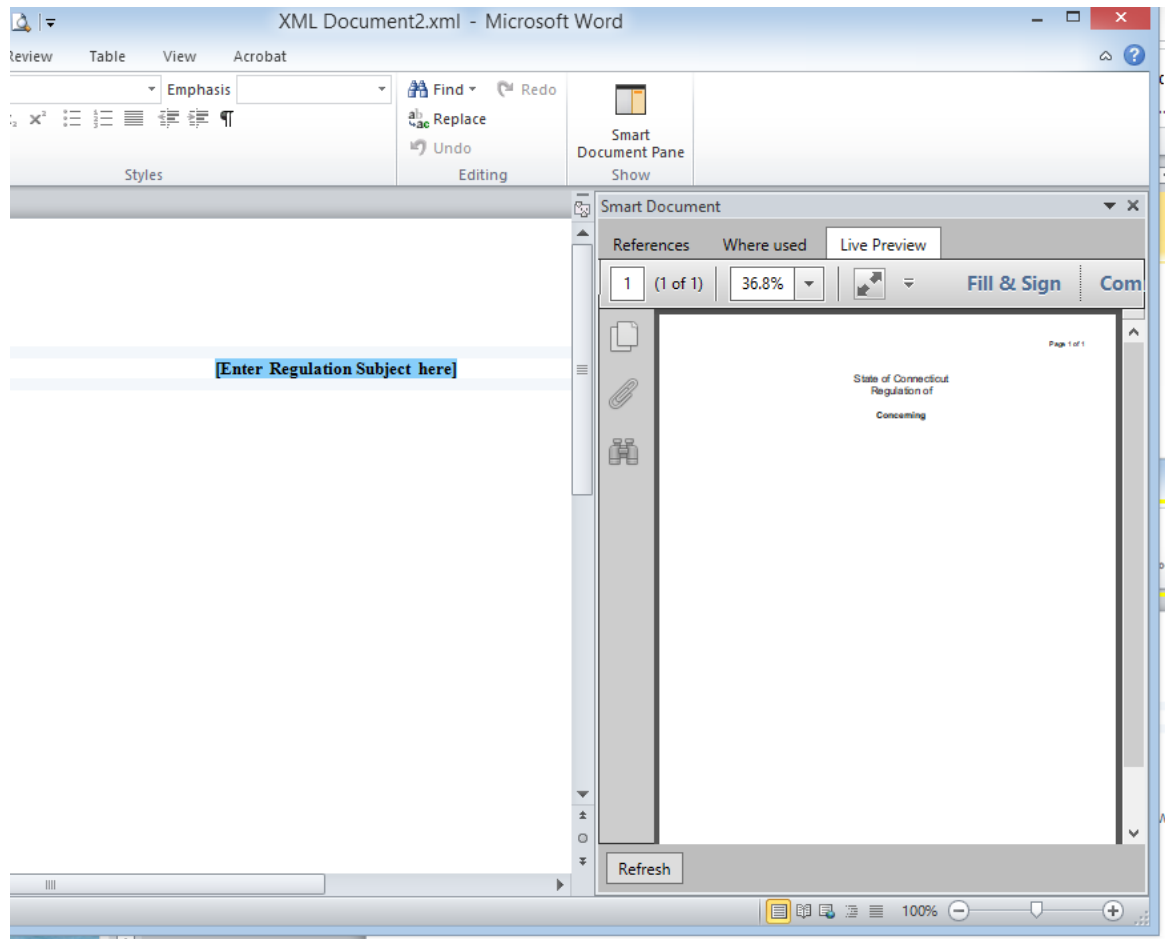 XML Document2.xml - Microsoft Word
Review Table View Acrobat
Emphasis
Find Redo
Replace
Undo
Smart
Document Pane
Styles Editing Show
Smart Document
References Where used Live Preview
1 (1 of 1) 36.8% Fill & Sign Com
Page 1 of 1
[Enter Regulation Subject here]
State of Connecticut
Regulation of
Concerning
Refresh
100%